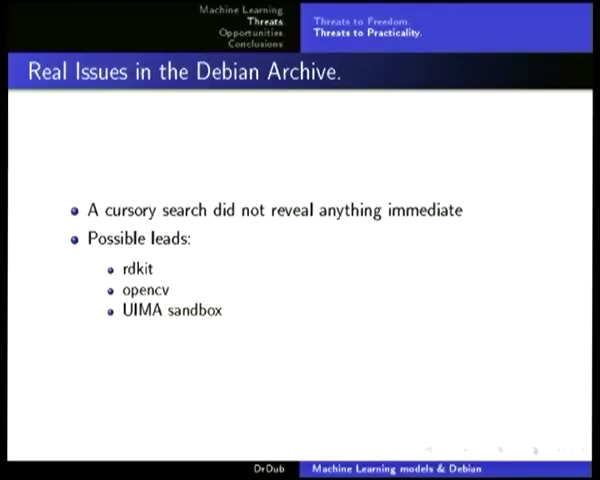 Machine Learning
Threats
Opportunities
Conclusions
Threats to Freedom.
Threats to Practicality.
Real Issues in the Debian Archive.
A cursory search did not reveal anything immediate
Possible leads:
rdkit
opencv
UIMA sandbox
DrDub
Machine Learning models & Debian